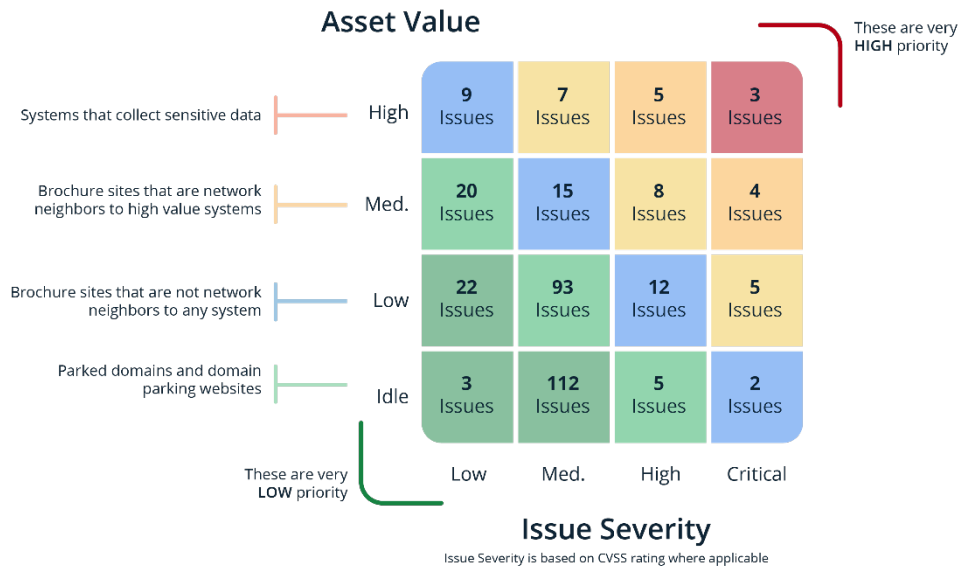 Asset Value
These are very
HIGH priority
Systems that collect sensitive data
High
9
Issues
7
Issues
5
Issues
3
Issues
Brochure sites that are network
neighbors to high value systems
Med.
20
Issues
15
Issues
8
Issues
4
Issues
Brochure sites that are not network
neighbors to any system
Low
22
Issues
93
Issues
12
Issues
5
Issues
Parked domains and domain
parking websites
Idle
3
Issues
112
Issues
5
Issues
2
Issues
These are very
LOW priority
Low
Med.
High
Critical
Issue Severity
Issue Severity is based on CVSS rating where applicable